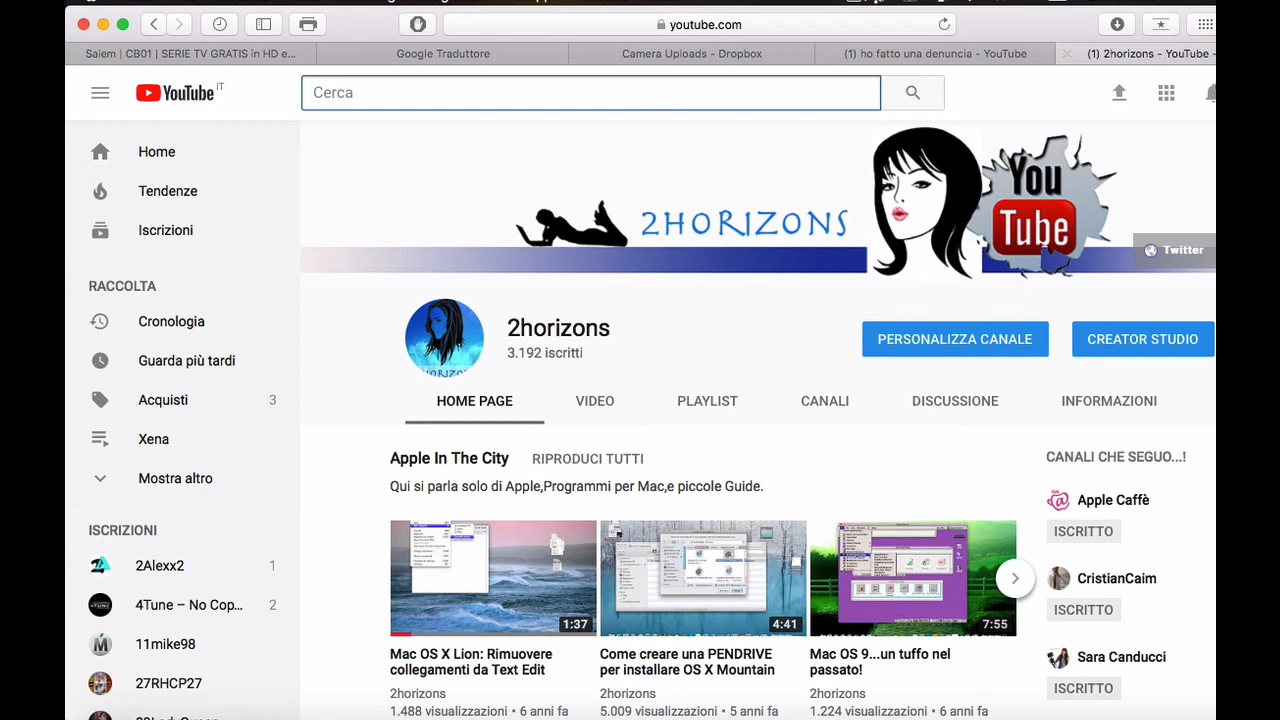 youtube.com
Salem | CB01 | SERIE TV GRATIS in HD e...
Google Traduttore
Camera Uploads - Dropbox
(1) ho fatto una denuncia - YouTube
(1) 2horizons - YouTube -
YouTube IT
Cerca
Home
Tendenze
Iscrizioni
RACCOLTA
Cronologia
Guarda più tardi
Acquisti 3
Xena
Mostra altro
ISCRIZIONI
2Alexx2 1
4Tune – No Cop... 2
11mike98
27RHCP27
2HORIZONS
You
Tube
Twitter
2horizons
3.192 iscritti
PERSONALIZZA CANALE
CREATOR STUDIO
HOME PAGE
VIDEO
PLAYLIST
CANALI
DISCUSSIONE
INFORMAZIONI
Apple In The City
RIPRODUCI TUTTI
Qui si parla solo di Apple,Programmi per Mac,e piccole Guide.
1:37
Mac OS X Lion: Rimuovere
collegamenti da Text Edit
2horizons
1.488 visualizzazioni • 6 anni fa
4:41
Come creare una PENDRIVE
per installare OS X Mountain
2horizons
5.009 visualizzazioni • 5 anni fa
7:55
Mac OS 9...un tuffo nel
passato!
2horizons
1.224 visualizzazioni • 6 anni fa
CANALI CHE SEGUO...!
Apple Caffè
ISCRITTO
CristianCaim
ISCRITTO
Sara Canducci
ISCRITTO